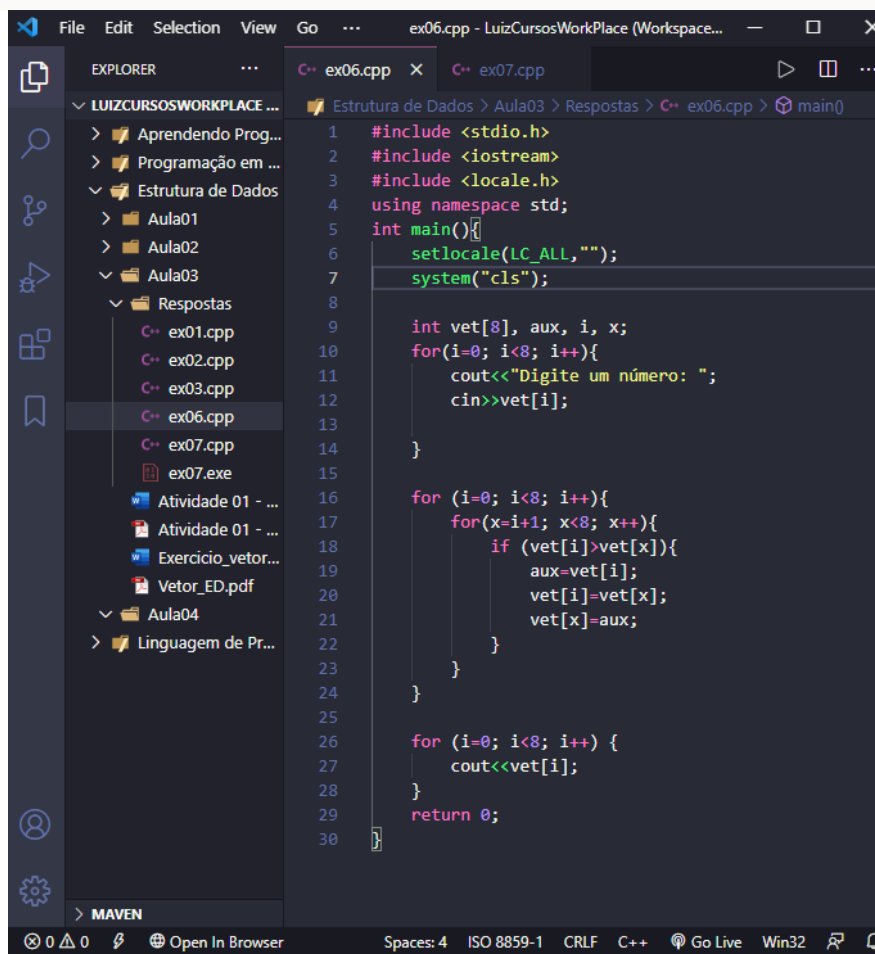 File Edit Selection View Go ··· ex06.cpp - LuizCursosWorkPlace (Workspace...
EXPLORER ···
LUIZCURSOSWORKPLACE ...
Aprendendo Prog...
Programação em ...
Estrutura de Dados
Aula01
Aula02
Aula03
Respostas
C++ ex01.cpp
C++ ex02.cpp
C++ ex03.cpp
C++ ex06.cpp
C++ ex07.cpp
ex07.exe
Atividade 01 - ...
Atividade 01 - ...
Exercicio_vetor...
Vetor_ED.pdf
Aula04
Linguagem de Pr...
MAVEN
C++ ex06.cpp X C++ ex07.cpp
Estrutura de Dados > Aula03 > Respostas > C++ ex06.cpp > main()
1 #include <stdio.h>
2 #include <iostream>
3 #include <locale.h>
4 using namespace std;
5 int main(){
6 setlocale(LC_ALL,"");
7 system("cls");
8
9 int vet[8], aux, i, x;
10 for(i=0; i<8; i++){
11 cout<<"Digite um número: ";
12 cin>>vet[i];
13
14 }
15
16 for (i=0; i<8; i++){
17 for(x=i+1; x<8; x++){
18 if (vet[i]>vet[x]){
19 aux=vet[i];
20 vet[i]=vet[x];
21 vet[x]=aux;
22 }
23 }
24 }
25
26 for (i=0; i<8; i++) {
27 cout<<vet[i];
28 }
29 return 0;
30 }
0 0 Open In Browser Spaces: 4 ISO 8859-1 CRLF C++ Go Live Win32